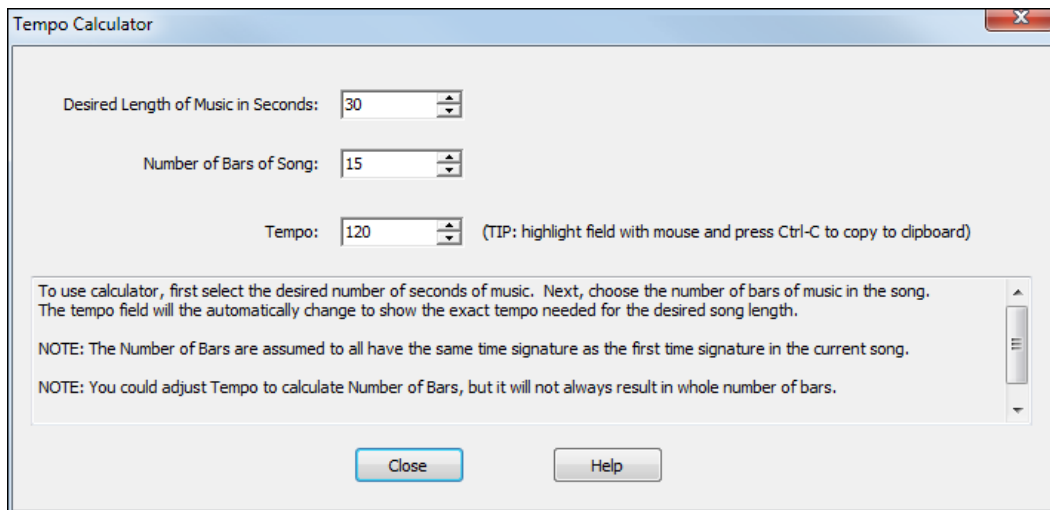 Tempo Calculator
X
Desired Length of Music in Seconds: 30
Number of Bars of Song: 15
Tempo: 120 (TIP: highlight field with mouse and press Ctrl-C to copy to clipboard)
To use calculator, first select the desired number of seconds of music.  Next, choose the number of bars of music in the song.
The tempo field will the automatically change to show the exact tempo needed for the desired song length.
NOTE: The Number of Bars are assumed to all have the same time signature as the first time signature in the current song.
NOTE: You could adjust Tempo to calculate Number of Bars, but it will not always result in whole number of bars.
Close Help